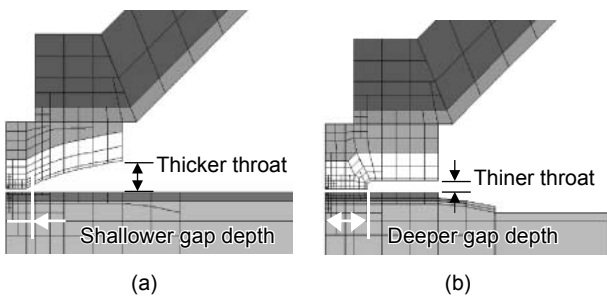 Thicker throat
Shallower gap depth
(a)
Thiner throat
Deeper gap depth
(b)